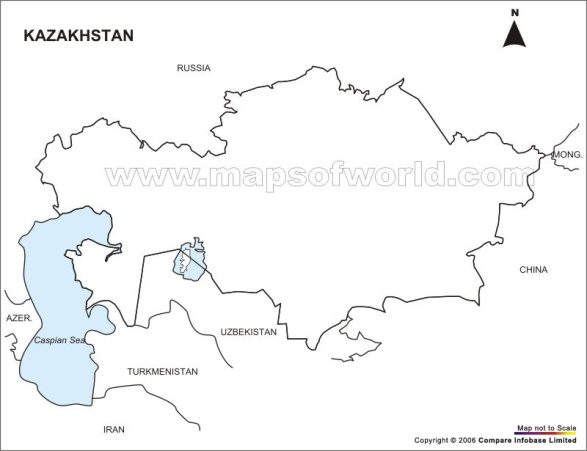 N
KAZAKHSTAN
RUSSIA
MONG.
www.mapsofworld.com
CHINA
AZER.
UZBEKISTAN
Caspian Sea
TURKMENISTAN
IRAN
Map not to Scale
Copyright © 2006 Compare Infobase Limited